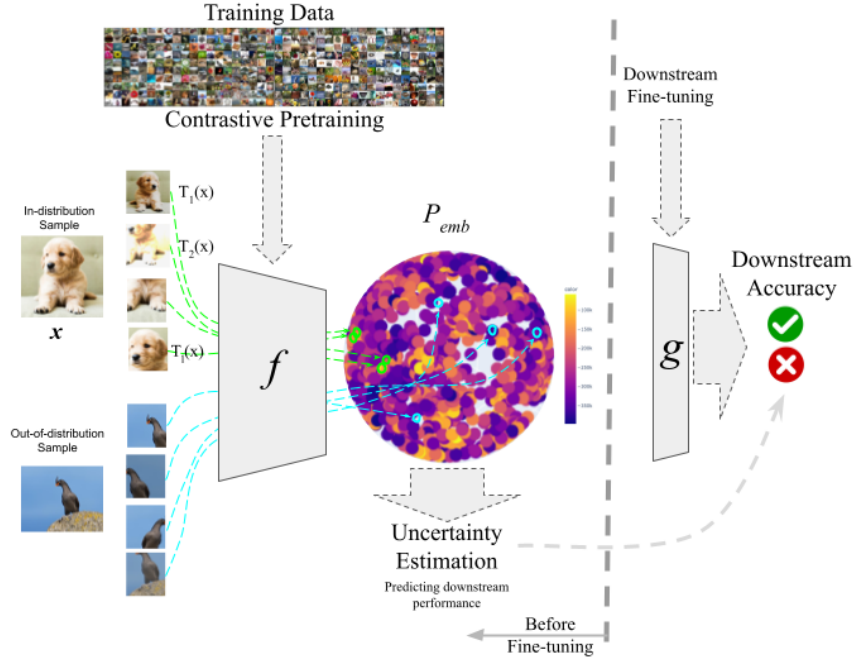 Training Data
Contrastive Pretraining
Downstream
Fine-tuning
In-distribution
Sample
x
T1(x)
T2(x)
Tl(x)
f
Pemb
color
g
Downstream
Accuracy
Out-of-distribution
Sample
Uncertainty
Estimation
Predicting downstream
performance
Before
Fine-tuning